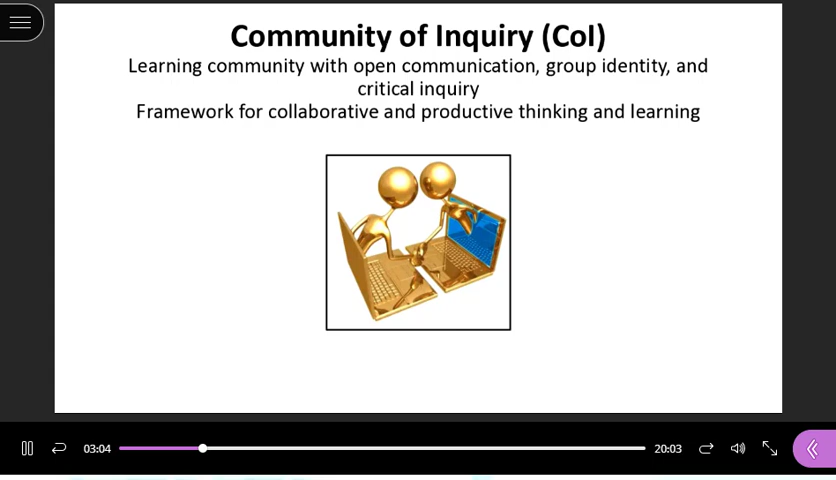 Community of Inquiry (CoI)
Learning community with open communication, group identity, and
critical inquiry
Framework for collaborative and productive thinking and learning
03:04
20:03